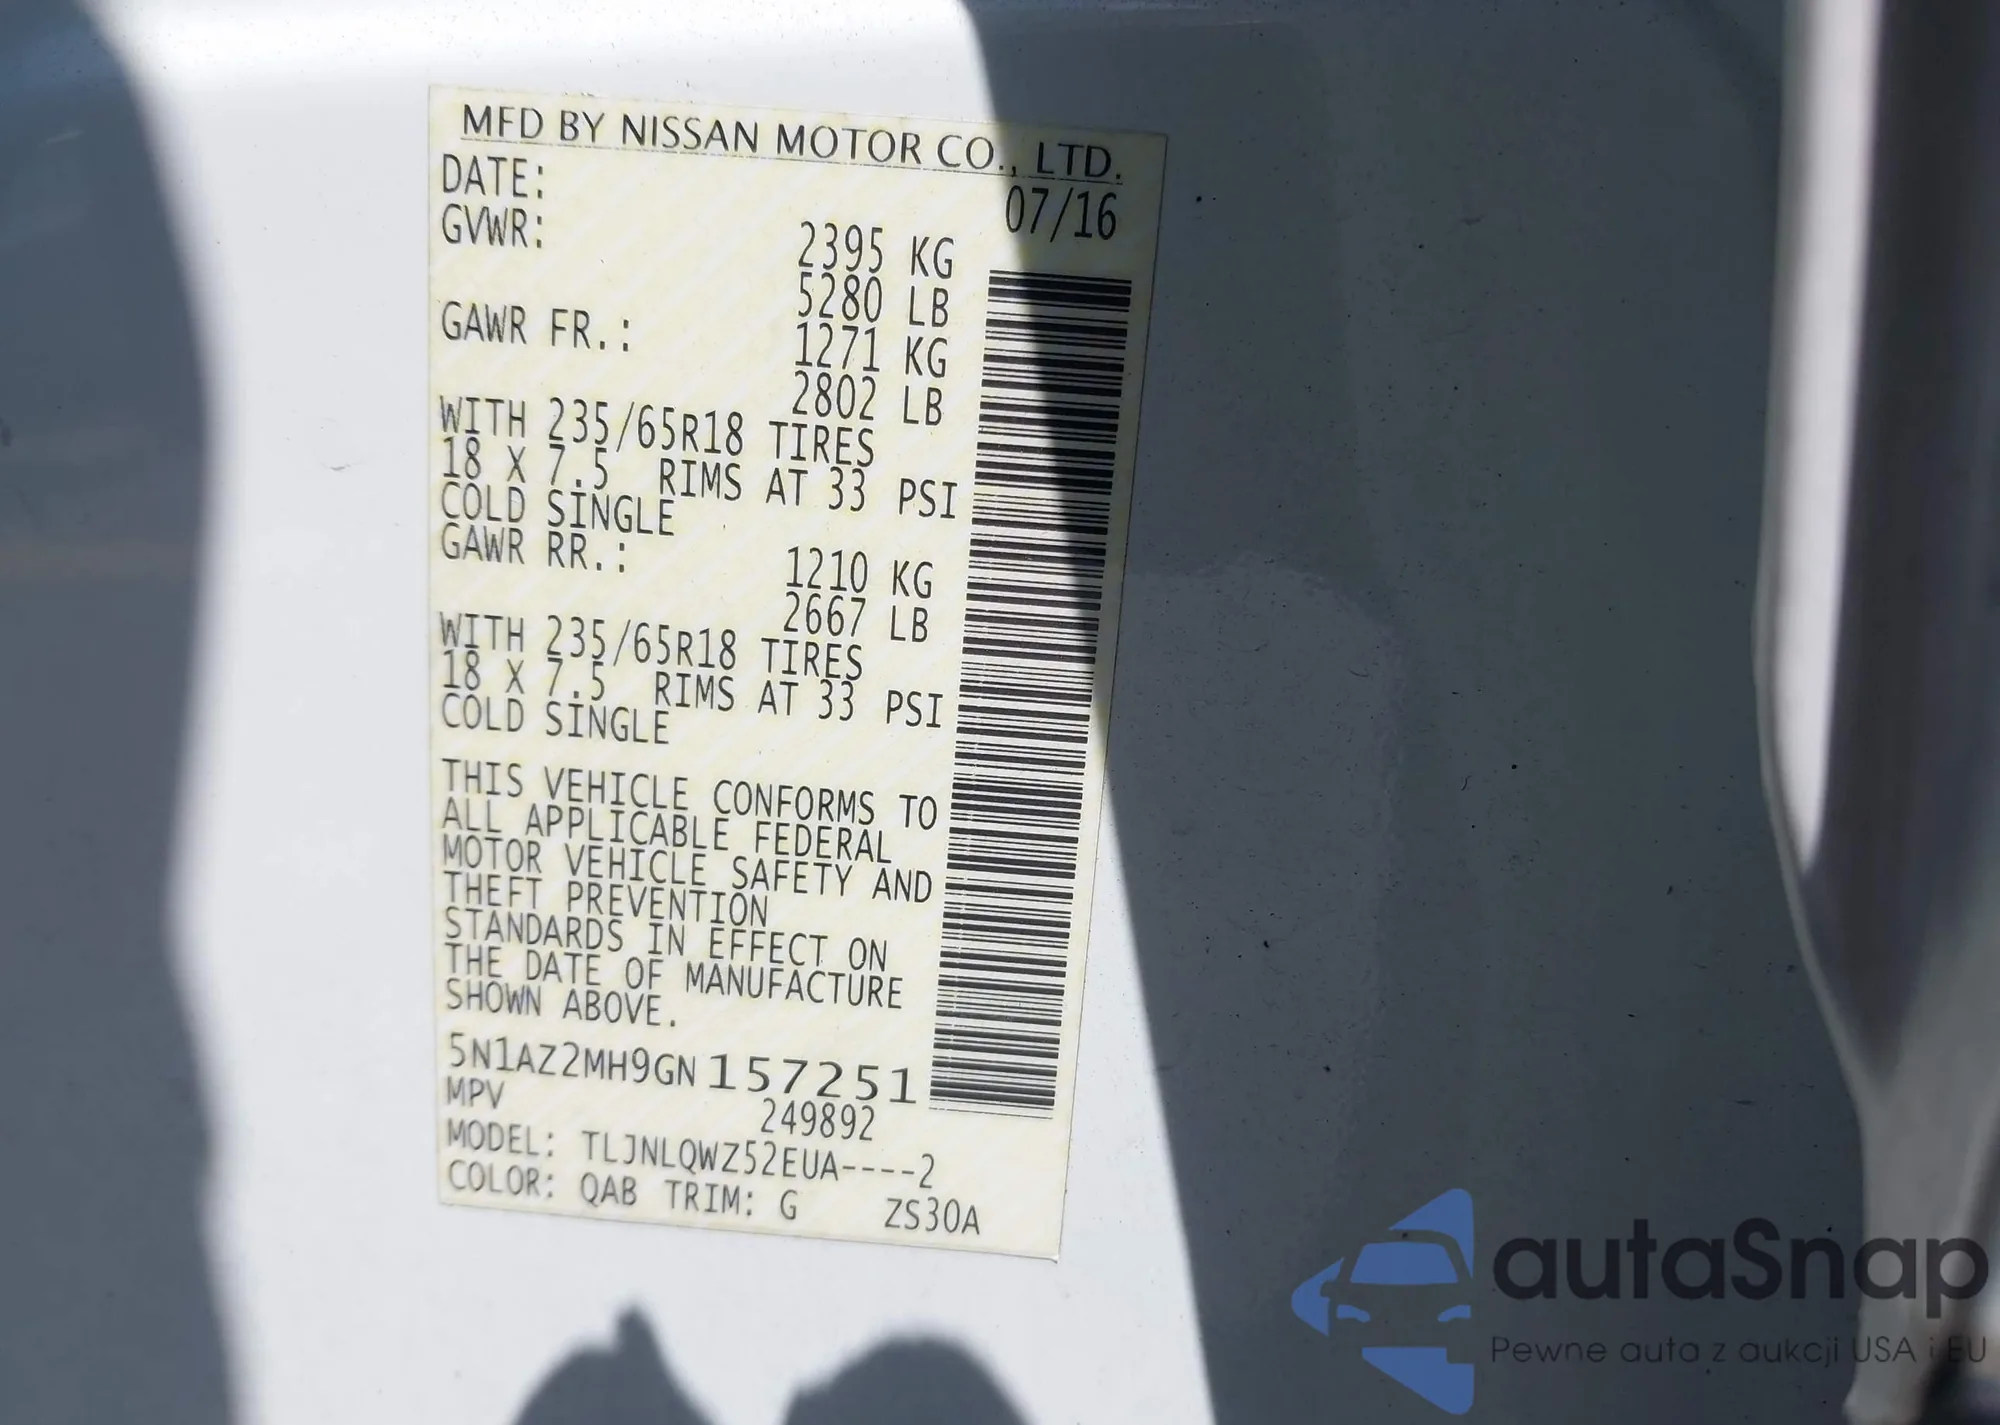 MFD BY NISSAN MOTOR CO., LTD.
DATE: 07/16
GVWR: 2395 KG
5280 LB
GAWR FR.: 1271 KG
2802 LB
WITH 235/65R18 TIRES
18 X 7.5 RIMS AT 33 PSI
COLD SINGLE
GAWR RR.: 1210 KG
2667 LB
WITH 235/65R18 TIRES
18 X 7.5 RIMS AT 33 PSI
COLD SINGLE
THIS VEHICLE CONFORMS TO
ALL APPLICABLE FEDERAL
MOTOR VEHICLE SAFETY AND
THEFT PREVENTION
STANDARDS IN EFFECT ON
THE DATE OF MANUFACTURE
SHOWN ABOVE.
5N1AZ2MH9GN157251
MPV 249892
MODEL: TLJNLQWZ52EUA----2
COLOR: QAB TRIM: G ZS30A
autaSnap
Pewne auta z aukcji USA i EU